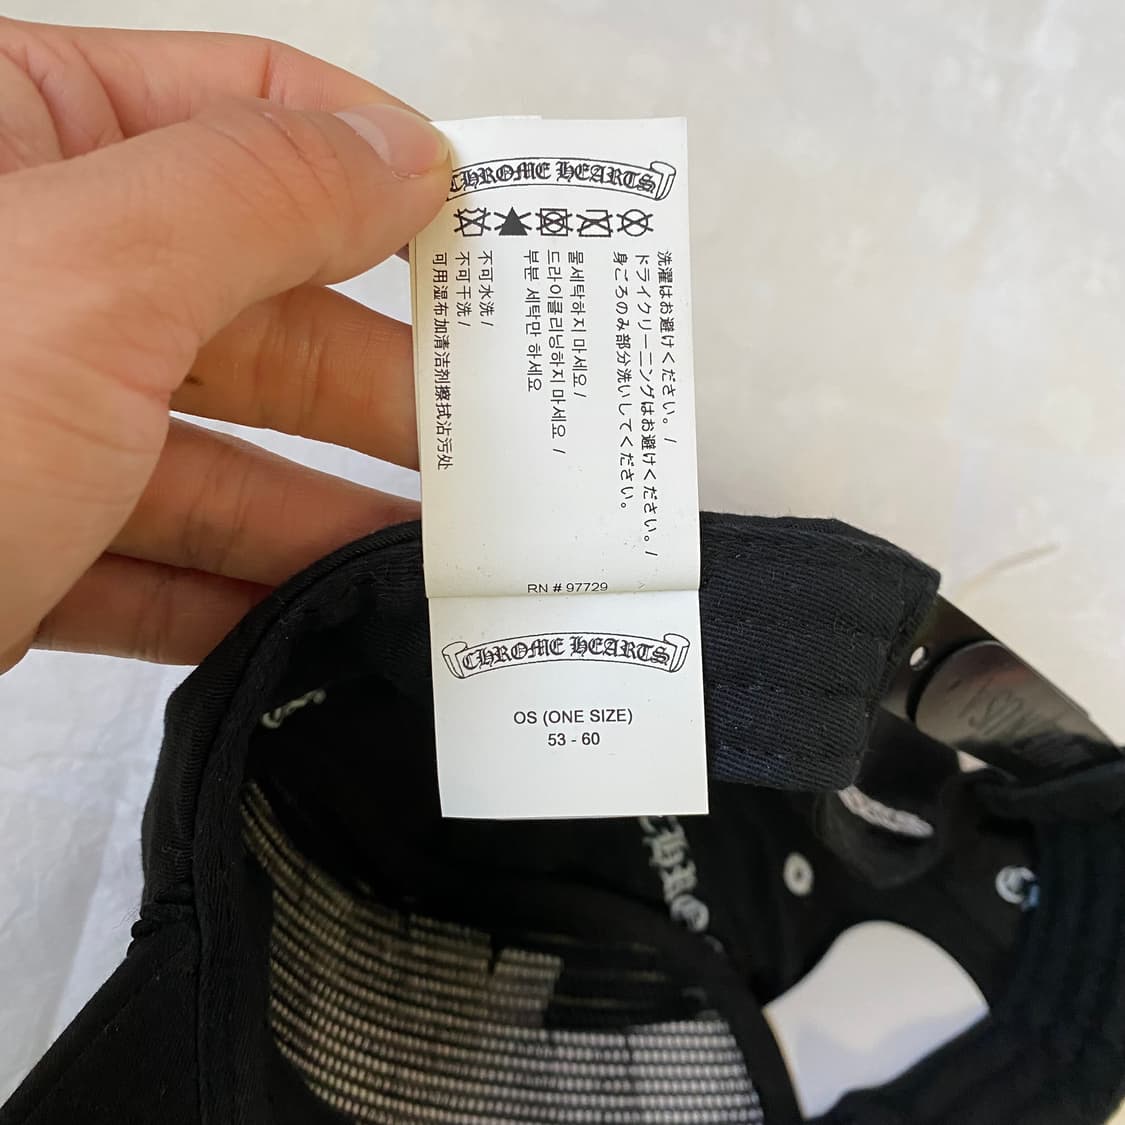 CHROME HEARTS
洗濯はお避けください。/
ドライクリーニングはお避けください。/
身ごろのみ部分洗いしてください。
물세탁하지 마세요 /
드라이클리닝하지 마세요 /
부분 세탁만 하세요
不可水洗 /
不可干洗 /
可用湿布加清洁剂擦拭沾污处
RN # 97729
CHROME HEARTS
OS (ONE SIZE)
53 - 60